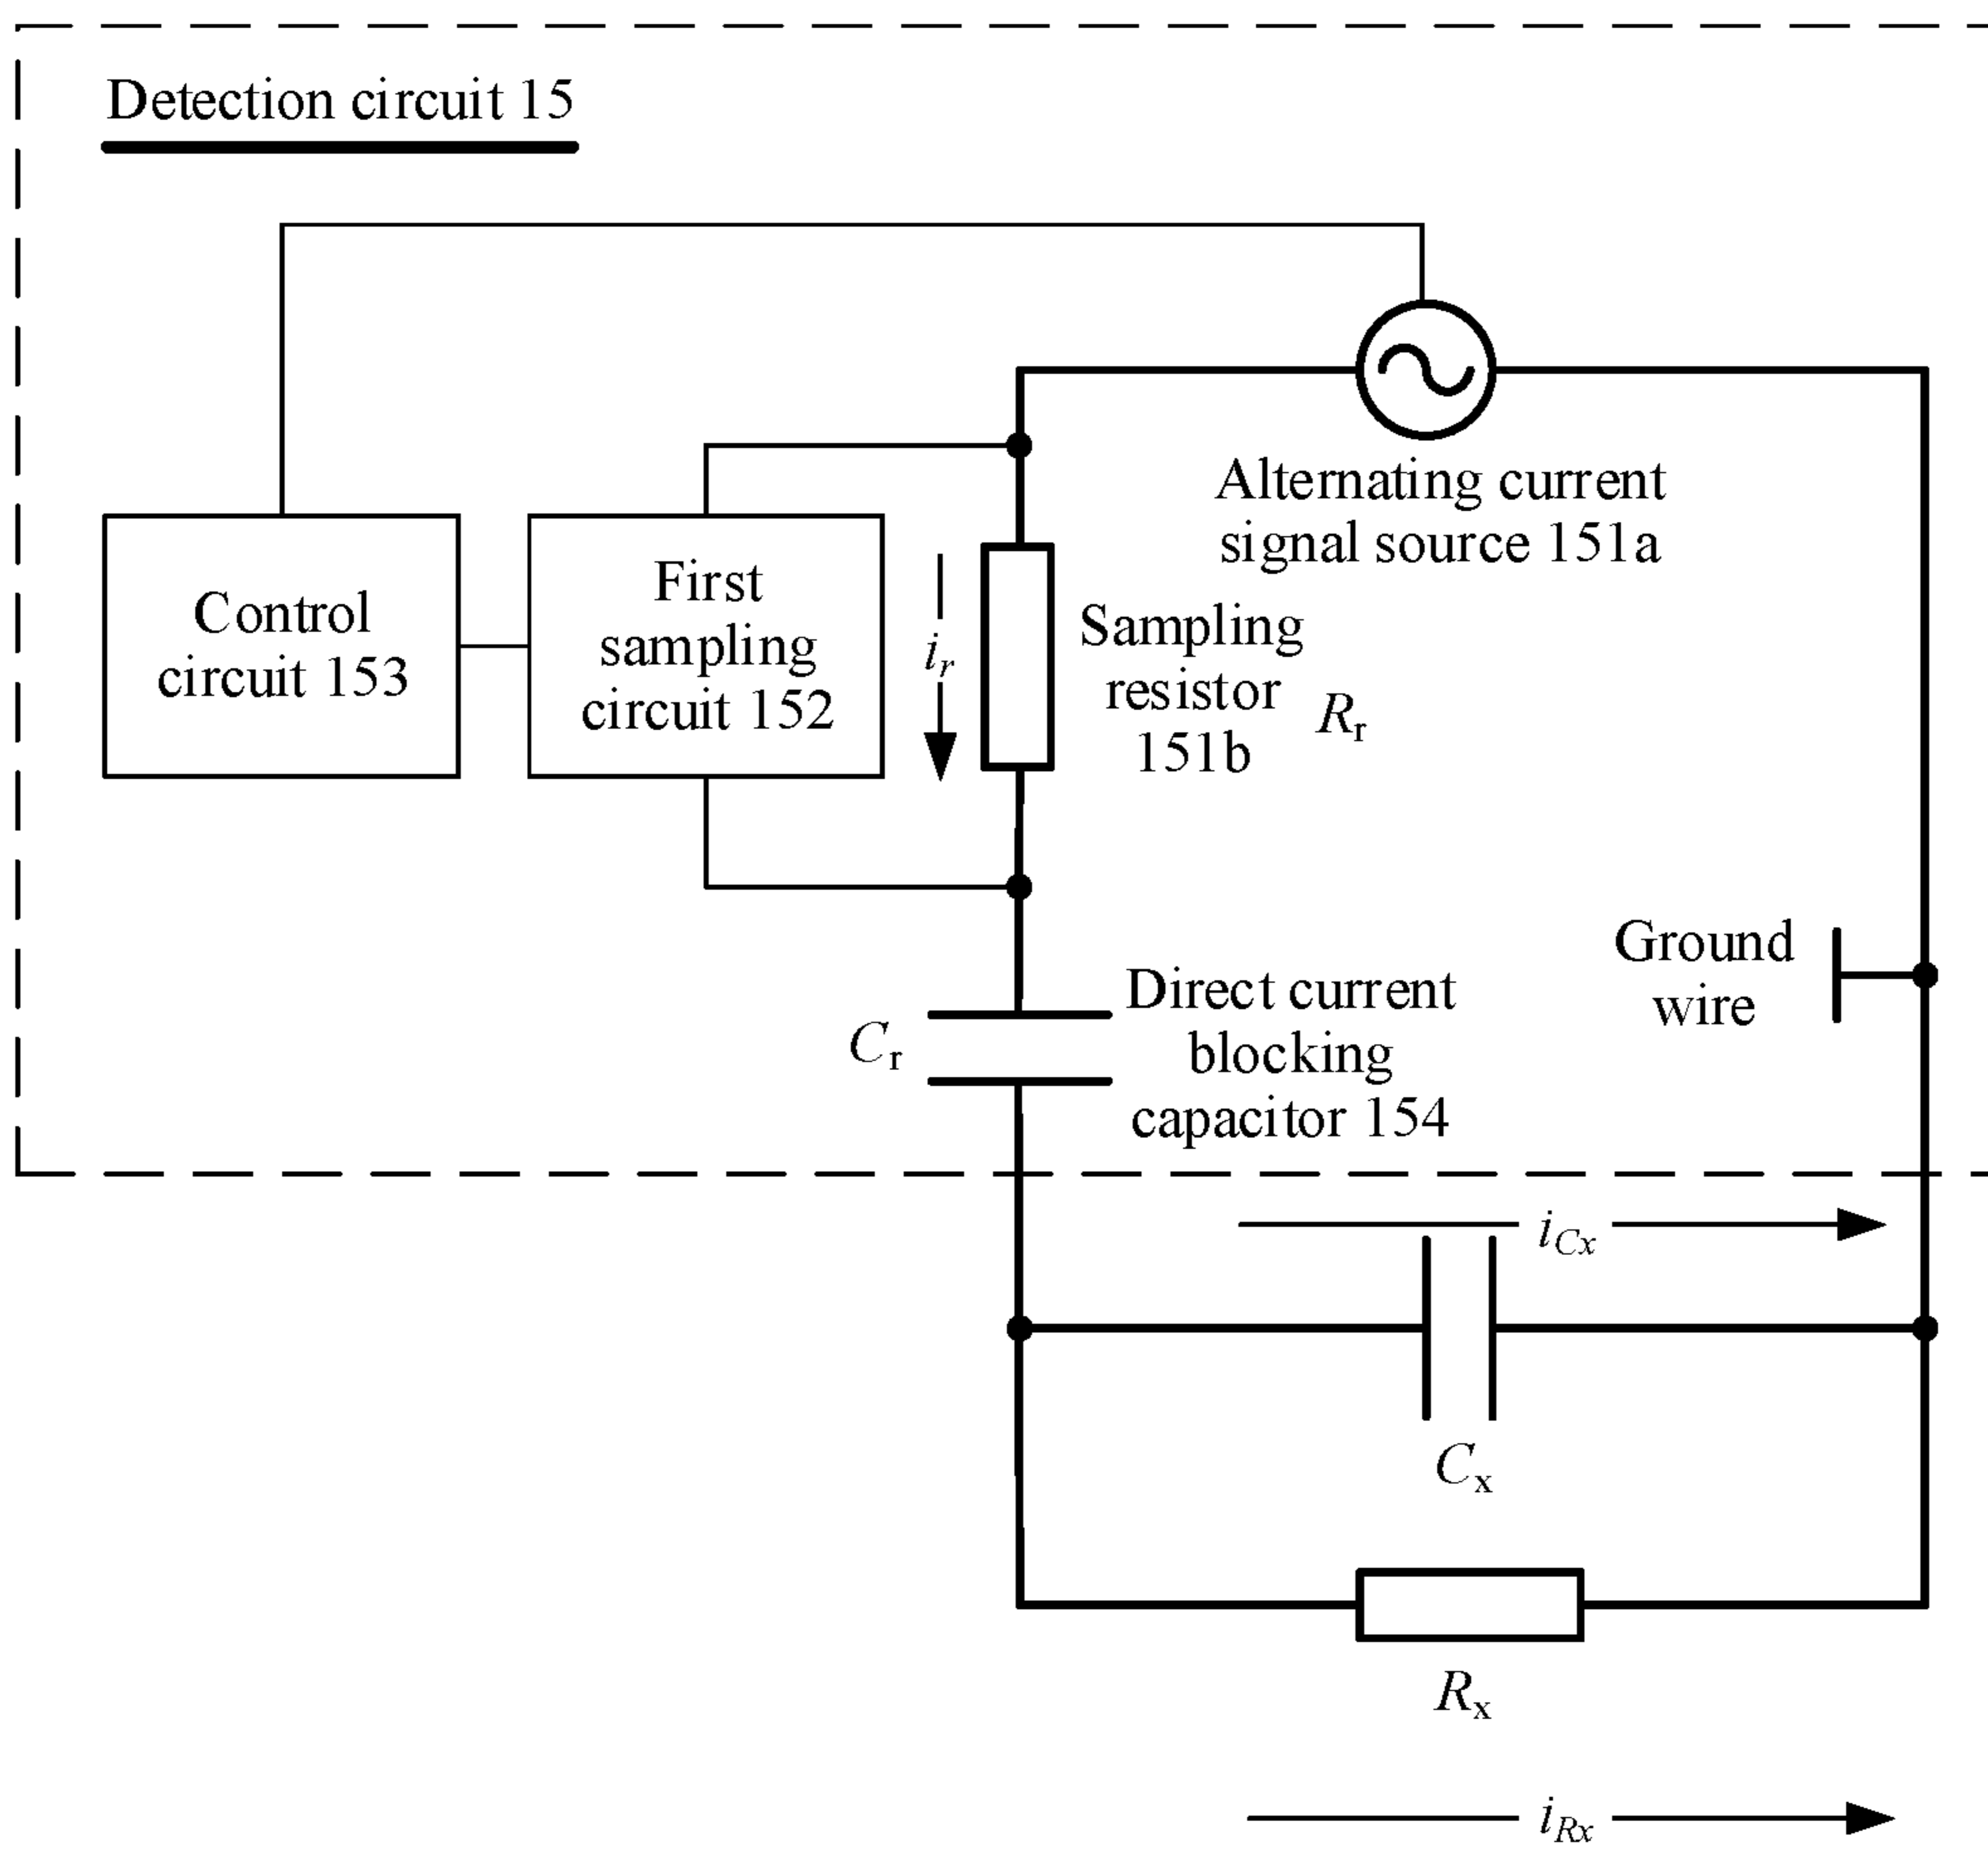 Detection circuit 15
Alternating current
signal source 151a
Control
circuit 153
First
sampling
circuit 152
i_r
Sampling
resistor
151b
R_r
Ground
wire
C_r
Direct current
blocking
capacitor 154
i_Cx
C_x
R_x
i_Rx